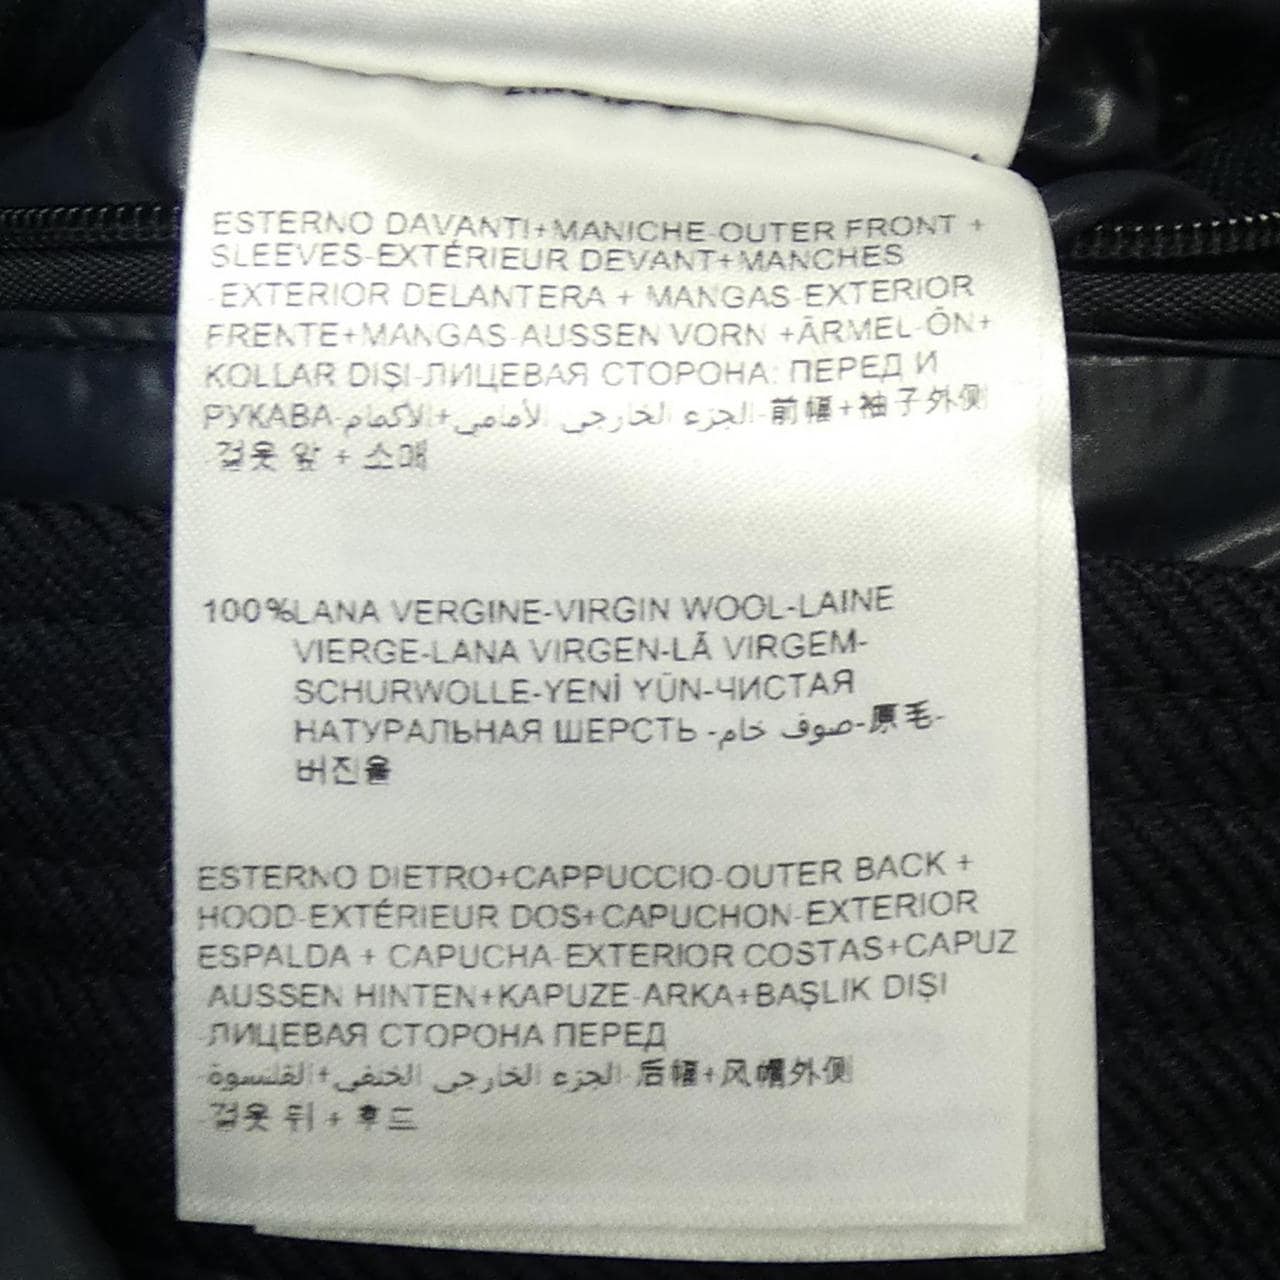 ESTERNO DAVANTI+MANICHE-OUTER FRONT +
SLEEVES-EXTÉRIEUR DEVANT+MANCHES
-EXTERIOR DELANTERA + MANGAS-EXTERIOR
FRENTE+MANGAS-AUSSEN VORN +ÄRMEL-ÖN+
KOLLAR DIŞI-ЛИЦЕВАЯ СТОРОНА: ПЕРЕД И
РУКАВА-الجزء الخارجي الأمامي+الأكمام-前幅+袖子外侧
-겉옷 앞 + 소매
100%LANA VERGINE-VIRGIN WOOL-LAINE
VIERGE-LANA VIRGEN-LÃ VIRGEM-
SCHURWOLLE-YENİ YÜN-ЧИСТАЯ
НАТУРАЛЬНАЯ ШЕРСТЬ-صوف خام-原毛-
버진울
ESTERNO DIETRO+CAPPUCCIO-OUTER BACK +
HOOD-EXTÉRIEUR DOS+CAPUCHON-EXTERIOR
ESPALDA + CAPUCHA-EXTERIOR COSTAS+CAPUZ
AUSSEN HINTEN+KAPUZE-ARKA+BAŞLIK DIŞI
-ЛИЦЕВАЯ СТОРОНА ПЕРЕД
-الجزء الخارجي الخلفي+القلنسوة-后幅+风帽外侧
-겉옷 뒤 + 후드